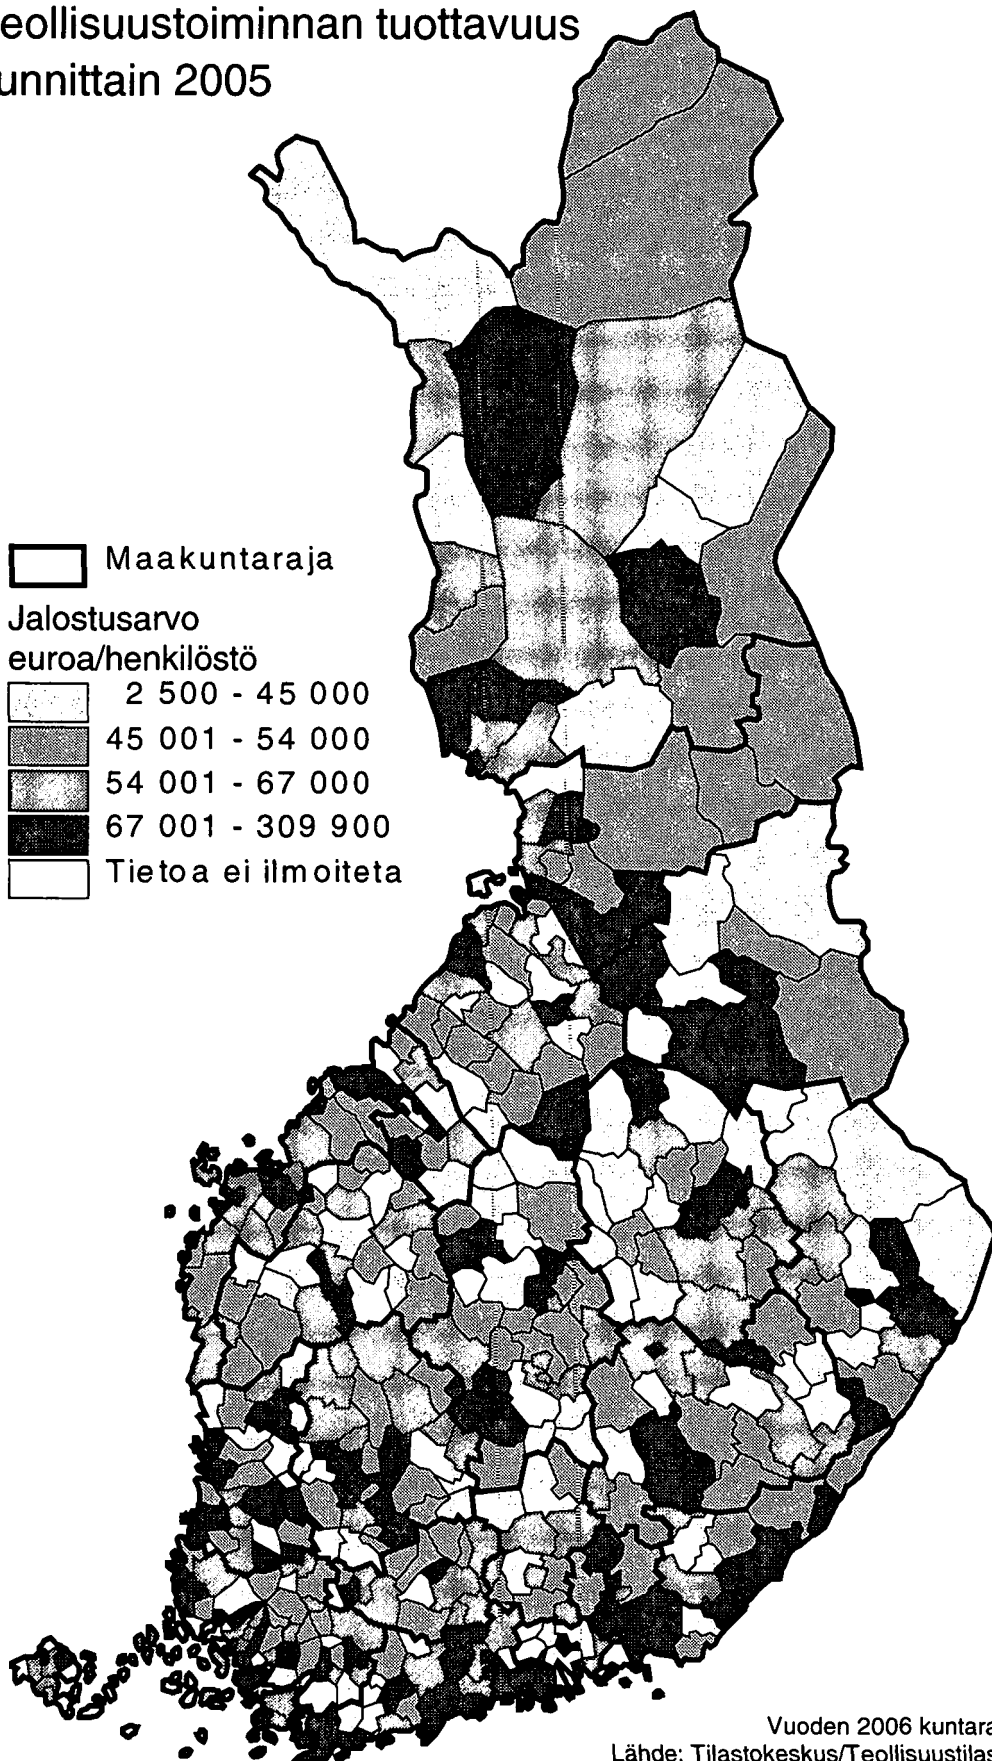 eollisuustoiminnan tuottavuus
unnittain 2005
Maakuntaraja
Jalostusarvo
euroa/henkilöstö
2 500 - 45 000
45 001 - 54 000
54 001 - 67 000
67 001 - 309 900
Tietoa ei ilmoiteta
Vuoden 2006 kuntara
Lähde: Tilastokeskus/Teollisuustilas